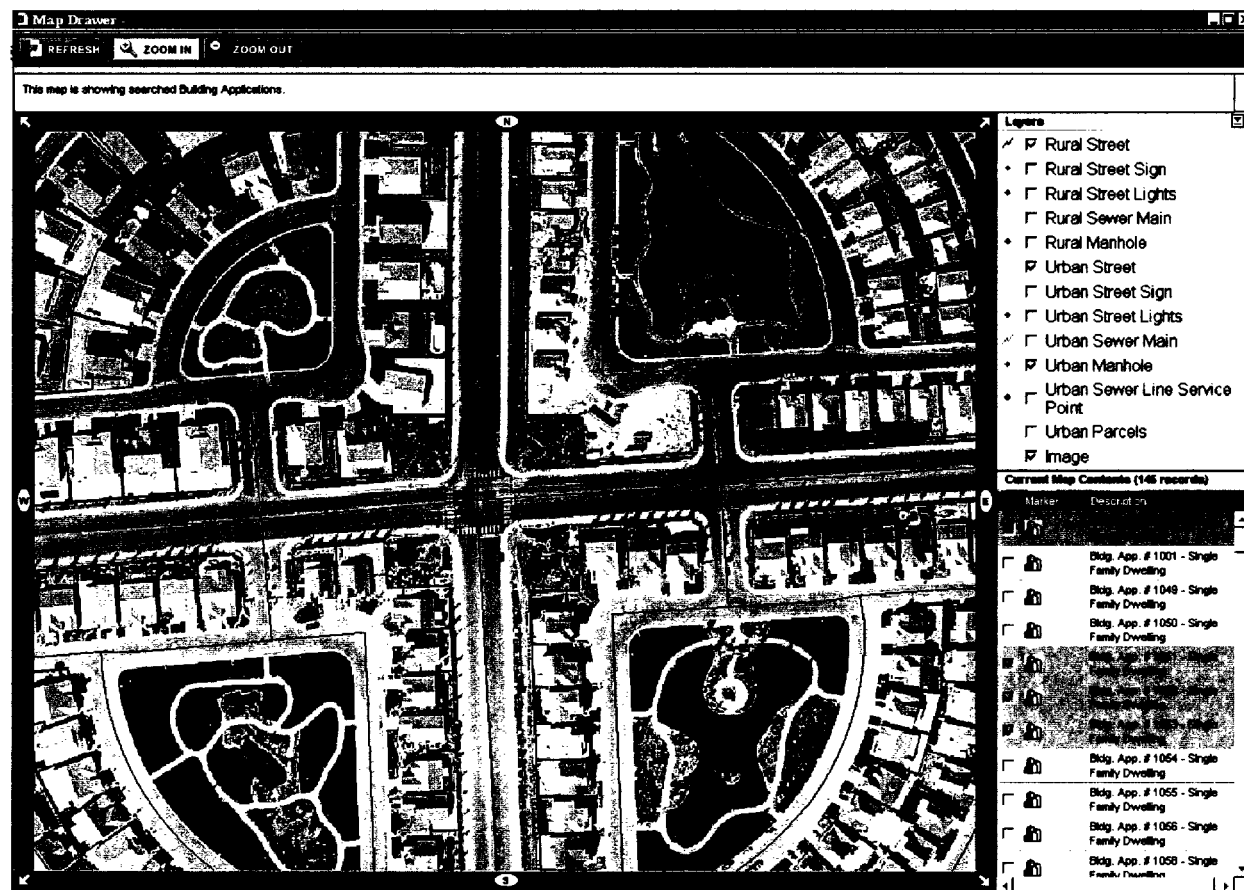 Map Drawer -
REFRESH ZOOM IN ZOOM OUT
This map is showing searched Building Applications.
N
W
E
S
Layers
Rural Street
Rural Street Sign
Rural Street Lights
Rural Sewer Main
Rural Manhole
Urban Street
Urban Street Sign
Urban Street Lights
Urban Sewer Main
Urban Manhole
Urban Sewer Line Service
Point
Urban Parcels
Image
Current Map Contents (146 records)
Marker Description
Bldg. App. # 1001 - Single
Family Dwelling
Bldg. App. # 1049 - Single
Family Dwelling
Bldg. App. # 1050 - Single
Family Dwelling
Bldg. App. # 1054 - Single
Family Dwelling
Bldg. App. # 1055 - Single
Family Dwelling
Bldg. App. # 1056 - Single
Family Dwelling
Bldg. App. # 1058 - Single
Family Dwelling